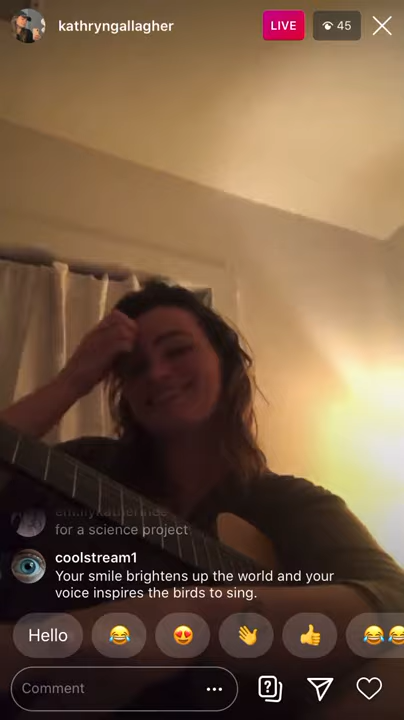 kathryngallagher
LIVE
45
for a science project
coolstream1
Your smile brightens up the world and your
voice inspires the birds to sing.
Hello
Comment